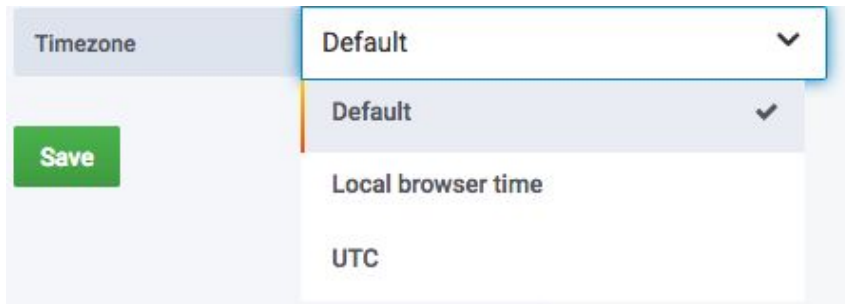 Timezone
Default
Default
Save
Local browser time
UTC